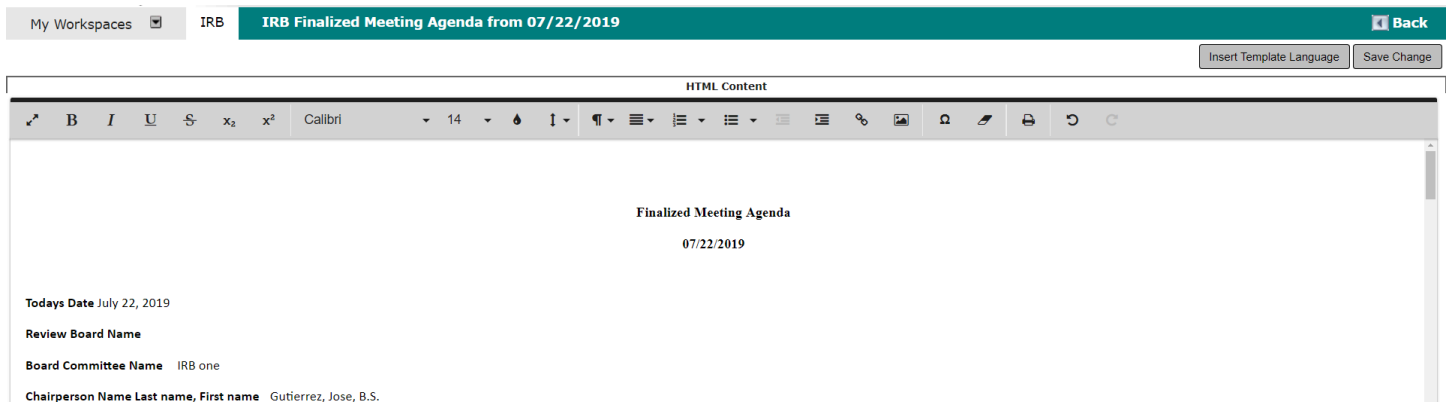 My Workspaces IRB IRB Finalized Meeting Agenda from 07/22/2019 Back
Insert Template Language Save Change
HTML Content
B I U S x₂ x² Calibri 14 ¶ Ω
Finalized Meeting Agenda
07/22/2019
Todays Date July 22, 2019
Review Board Name
Board Committee Name IRB one
Chairperson Name Last name, First name Gutierrez, Jose, B.S.